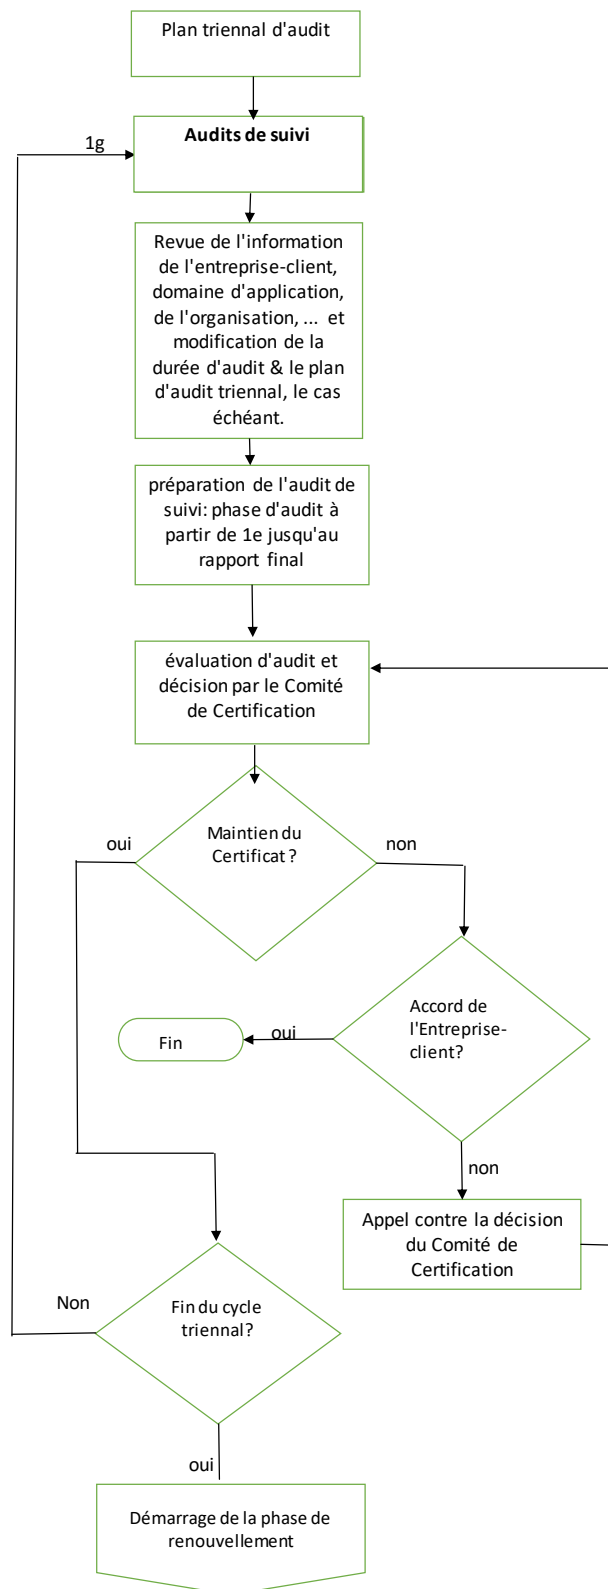 Plan triennal d'audit
Audits de suivi
1g
Revue de l'information
de l'entreprise-client,
domaine d'application,
de l'organisation, ... et
modification de la
durée d'audit & le plan
d'audit triennal, le cas
échéant.
préparation de l'audit de
suivi: phase d'audit à
partir de 1e jusqu'au
rapport final
évaluation d'audit et
décision par le Comité
de Certification
Maintien du
Certificat ?
oui
non
Accord de
l'Entreprise-
client?
oui
Fin
non
Appel contre la décision
du Comité de
Certification
Fin du cycle
triennal?
Non
oui
Démarrage de la phase de
renouvellement